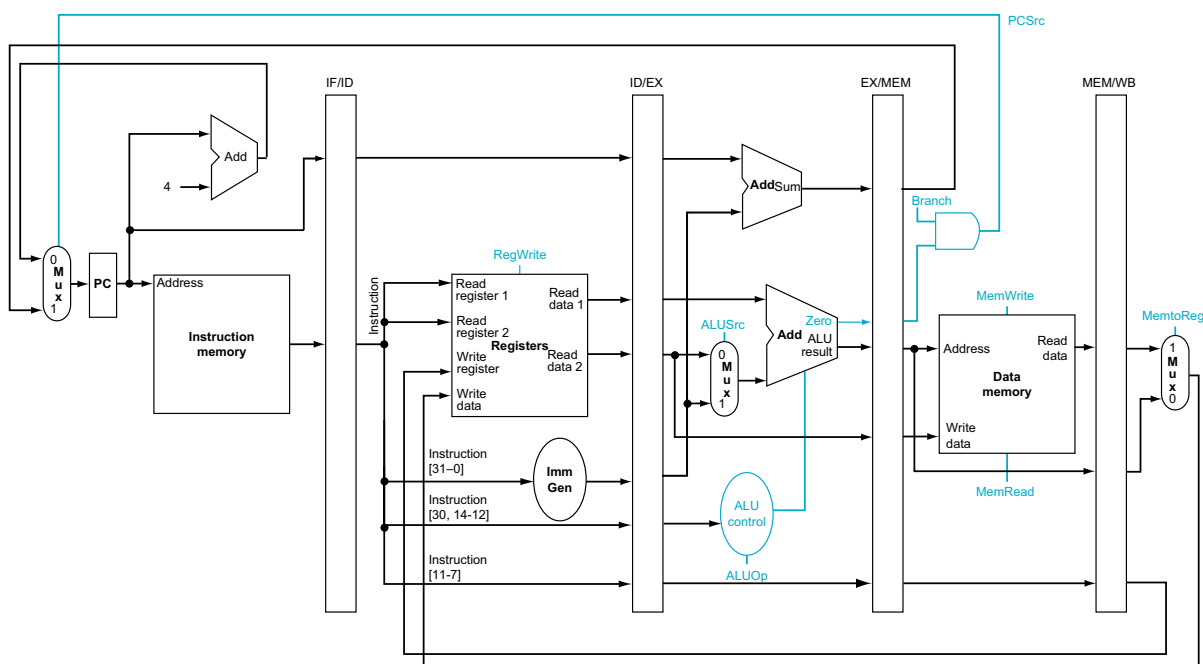 PCSrc
IF/ID
ID/EX
EX/MEM
MEM/WB
Add
4
Add Sum
Branch
0
Mux
1
PC
Address
Instruction
memory
Instruction
RegWrite
Read
register 1
Read
data 1
Read
register 2
Registers
Write
register
Read
data 2
Write
data
ALUSrc
0
Mux
1
Zero
Add
ALU
result
MemWrite
Address
Read
data
Data
memory
Write
data
MemRead
MemtoReg
1
Mux
0
Instruction
[31–0]
Imm
Gen
Instruction
[30, 14-12]
ALU
control
Instruction
[11-7]
ALUOp